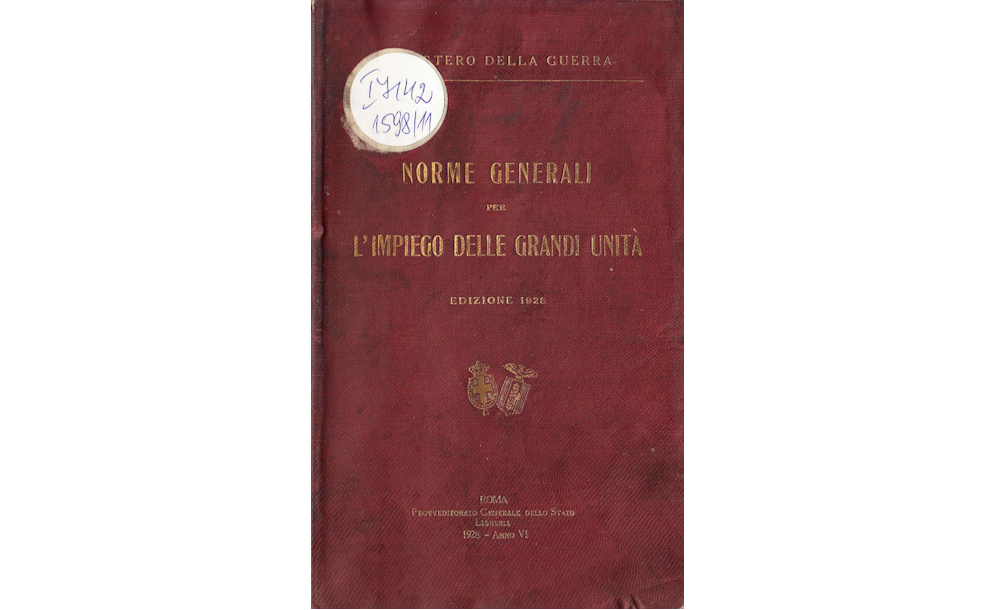 STERO DELLA GUERRA
I 7142
1598/11
NORME GENERALI
PER
L'IMPIEGO DELLE GRANDI UNITÀ
EDIZIONE 1928
ROMA
PROVVEDITORATO GENERALE DELLO STATO
LIBRERIA
1928 - ANNO VI